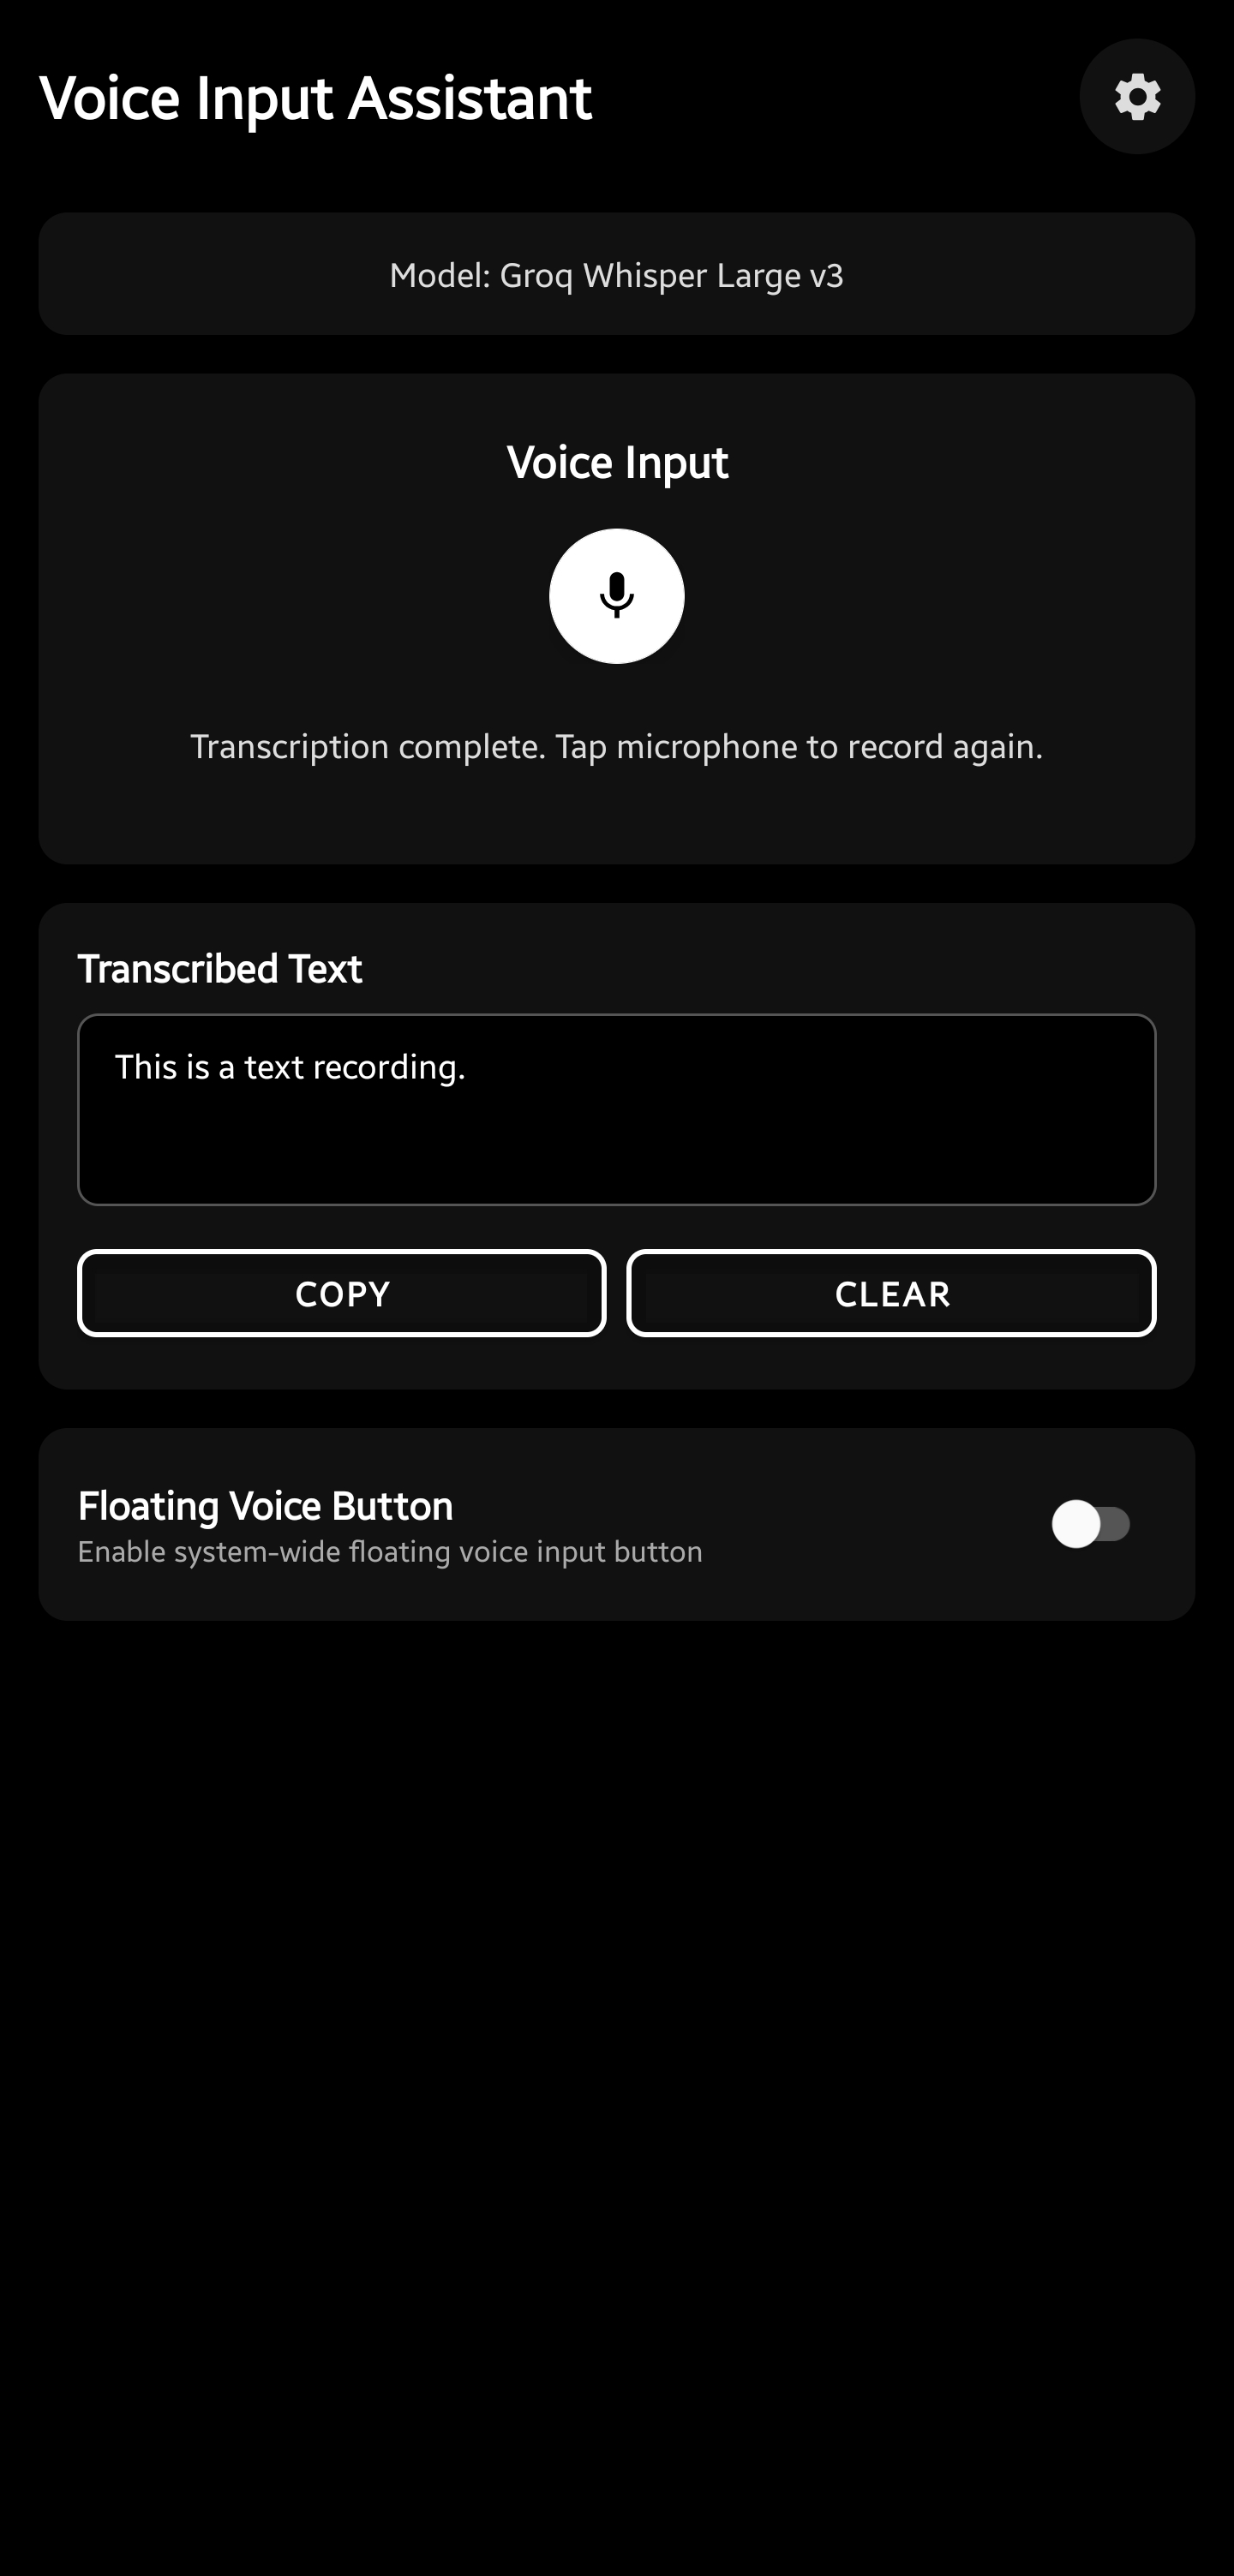 Voice Input Assistant
Model: Groq Whisper Large v3
Voice Input
Transcription complete. Tap microphone to record again.
Transcribed Text
This is a text recording.
COPY
CLEAR
Floating Voice Button
Enable system-wide floating voice input button